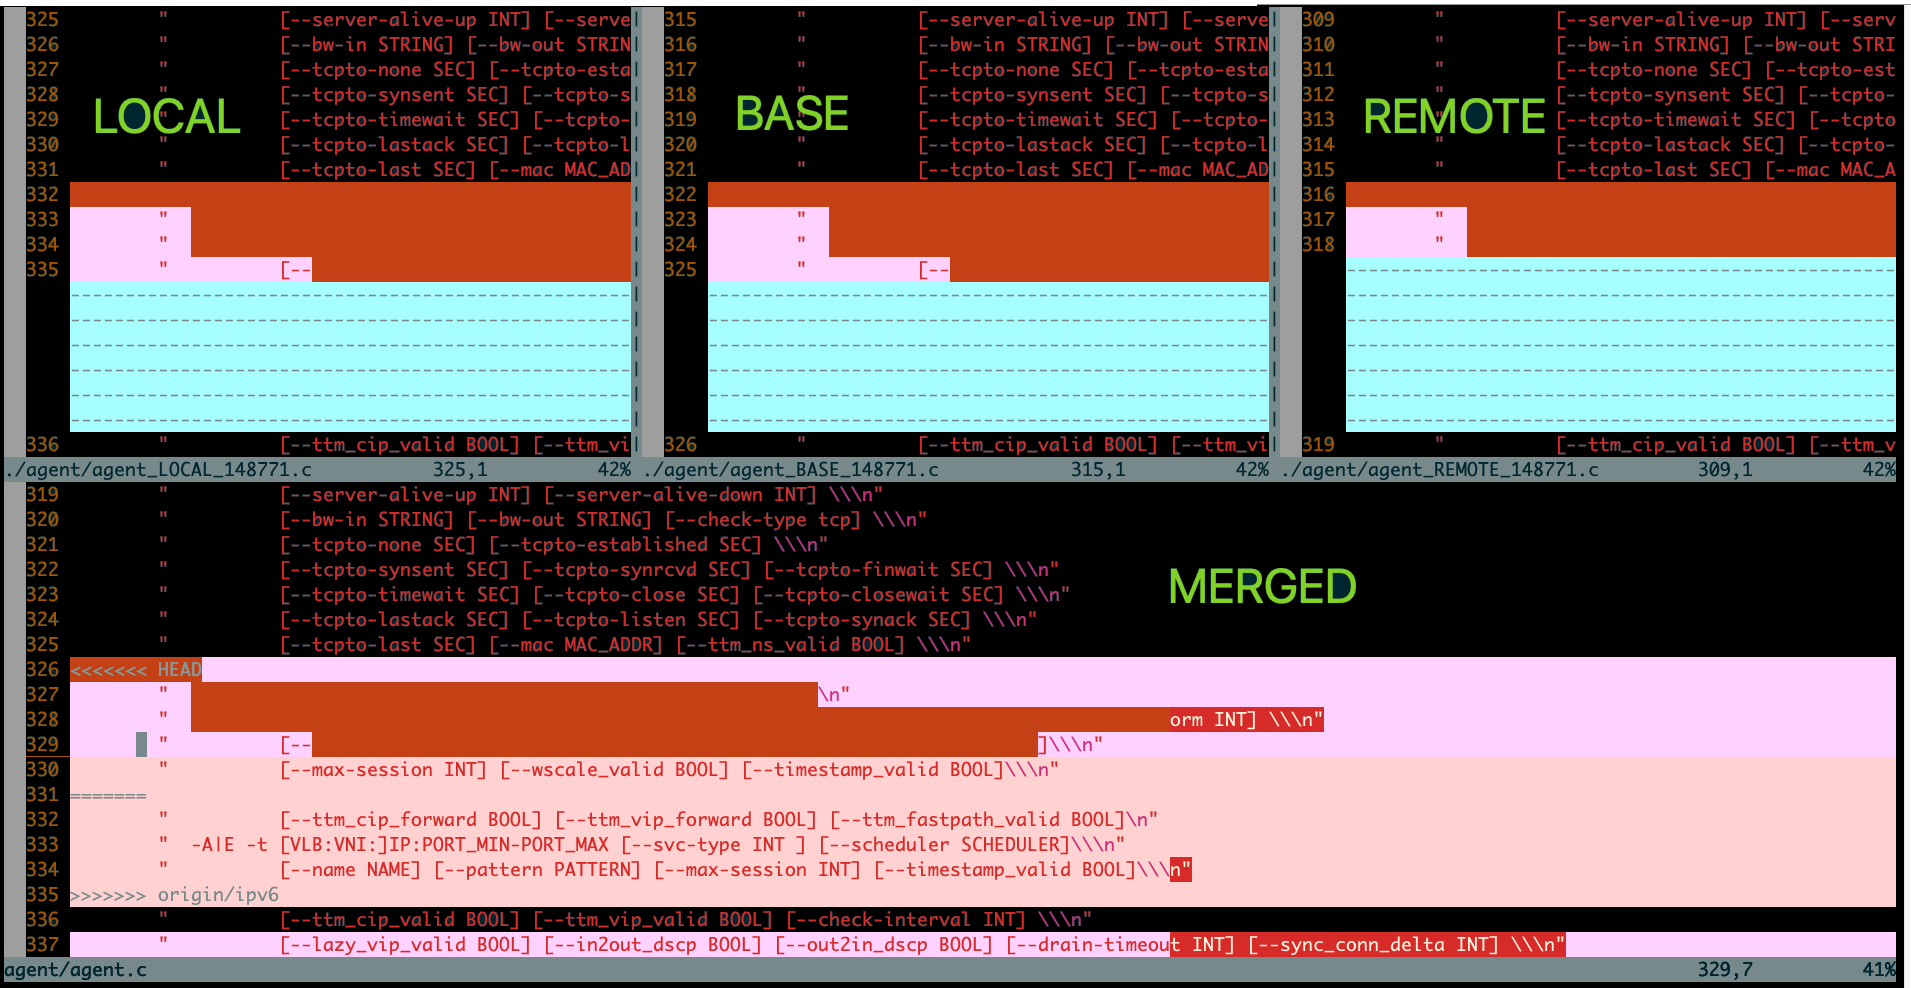 325 " [--server-alive-up INT] [--serve
326 " [--bw-in STRING] [--bw-out STRIN
327 " [--tcpto-none SEC] [--tcpto-esta
328 " [--tcpto-synsent SEC] [--tcpto-s
329 " [--tcpto-timewait SEC] [--tcpto-
330 " [--tcpto-lastack SEC] [--tcpto-l
331 " [--tcpto-last SEC] [--mac MAC_AD
332
333 "
334 "
335 " [--
336 " [--ttm_cip_valid BOOL] [--ttm_vi
LOCAL
./agent/agent_LOCAL_148771.c 325,1 42%
315 " [--server-alive-up INT] [--serve
316 " [--bw-in STRING] [--bw-out STRIN
317 " [--tcpto-none SEC] [--tcpto-esta
318 " [--tcpto-synsent SEC] [--tcpto-s
319 " [--tcpto-timewait SEC] [--tcpto-
320 " [--tcpto-lastack SEC] [--tcpto-l
321 " [--tcpto-last SEC] [--mac MAC_AD
322
323 "
324 "
325 " [--
326 " [--ttm_cip_valid BOOL] [--ttm_vi
BASE
./agent/agent_BASE_148771.c 315,1 42%
309 " [--server-alive-up INT] [--serv
310 " [--bw-in STRING] [--bw-out STRI
311 " [--tcpto-none SEC] [--tcpto-est
312 " [--tcpto-synsent SEC] [--tcpto-
313 " [--tcpto-timewait SEC] [--tcpto
314 " [--tcpto-lastack SEC] [--tcpto-
315 " [--tcpto-last SEC] [--mac MAC_A
316
317 "
318 "
319 " [--ttm_cip_valid BOOL] [--ttm_v
REMOTE
./agent/agent_REMOTE_148771.c 309,1 42%
319 " [--server-alive-up INT] [--server-alive-down INT] \\\n"
320 " [--bw-in STRING] [--bw-out STRING] [--check-type tcp] \\\n"
321 " [--tcpto-none SEC] [--tcpto-established SEC] \\\n"
322 " [--tcpto-synsent SEC] [--tcpto-synrcvd SEC] [--tcpto-finwait SEC] \\\n"
323 " [--tcpto-timewait SEC] [--tcpto-close SEC] [--tcpto-closewait SEC] \\\n"
324 " [--tcpto-lastack SEC] [--tcpto-listen SEC] [--tcpto-synack SEC] \\\n"
325 " [--tcpto-last SEC] [--mac MAC_ADDR] [--ttm_ns_valid BOOL] \\\n"
MERGED
326 <<<<<<< HEAD
327 " \n"
328 " orm INT] \\\n"
329 " [-- ]\\\n"
330 " [--max-session INT] [--wscale_valid BOOL] [--timestamp_valid BOOL]\\\n"
331 =======
332 " [--ttm_cip_forward BOOL] [--ttm_vip_forward BOOL] [--ttm_fastpath_valid BOOL]\n"
333 " -A|E -t [VLB:VNI:]IP:PORT_MIN-PORT_MAX [--svc-type INT ] [--scheduler SCHEDULER]\\\n"
334 " [--name NAME] [--pattern PATTERN] [--max-session INT] [--timestamp_valid BOOL]\\\n"
335 >>>>>>> origin/ipv6
336 " [--ttm_cip_valid BOOL] [--ttm_vip_valid BOOL] [--check-interval INT] \\\n"
337 " [--lazy_vip_valid BOOL] [--in2out_dscp BOOL] [--out2in_dscp BOOL] [--drain-timeout INT] [--sync_conn_delta INT] \\\n"
agent/agent.c 329,7 41%